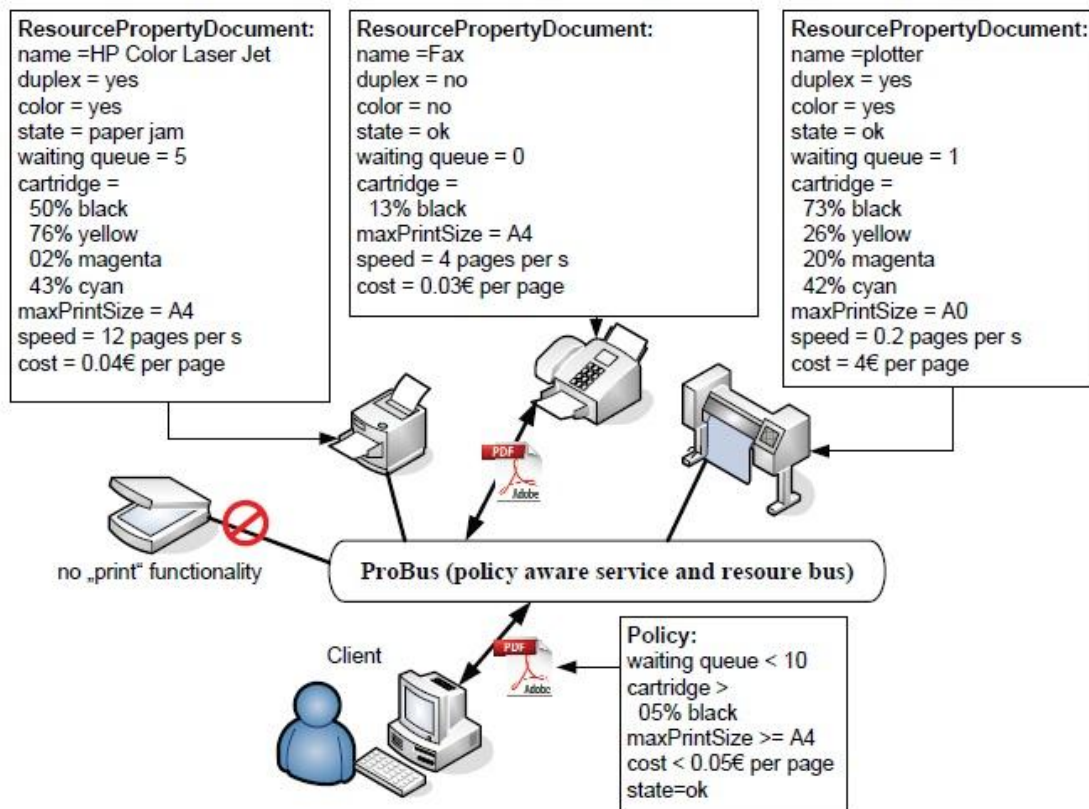 ResourcePropertyDocument:
name =HP Color Laser Jet
duplex = yes
color = yes
state = paper jam
waiting queue = 5
cartridge =
50% black
76% yellow
02% magenta
43% cyan
maxPrintSize = A4
speed = 12 pages per s
cost = 0.04€ per page
ResourcePropertyDocument:
name =Fax
duplex = no
color = no
state = ok
waiting queue = 0
cartridge =
13% black
maxPrintSize = A4
speed = 4 pages per s
cost = 0.03€ per page
ResourcePropertyDocument:
name =plotter
duplex = yes
color = yes
state = ok
waiting queue = 1
cartridge =
73% black
26% yellow
20% magenta
42% cyan
maxPrintSize = A0
speed = 0.2 pages per s
cost = 4€ per page
PDF
Adobe
no „print“ functionality
ProBus (policy aware service and resoure bus)
Client
PDF
Adobe
Policy:
waiting queue < 10
cartridge >
05% black
maxPrintSize >= A4
cost < 0.05€ per page
state=ok